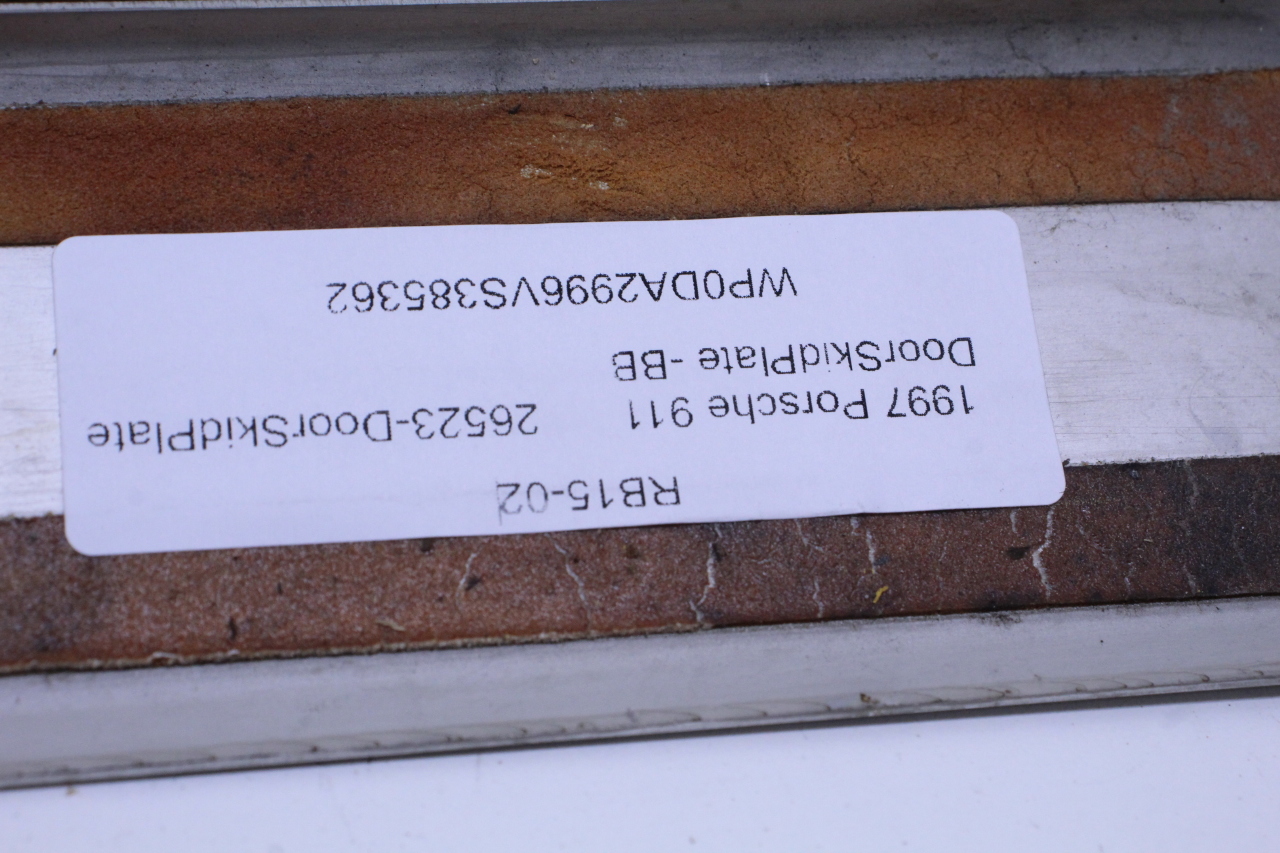 RB15-02
1997 Porsche 911 26523-DoorSkidPlate
DoorSkidPlate -BB
WP0DA2996VS385362